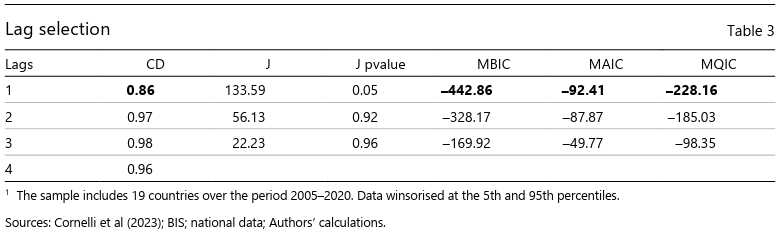 Lag selection Table 3
Lags CD J J pvalue MBIC MAIC MQIC
1 0.86 133.59 0.05 –442.86 –92.41 –228.16
2 0.97 56.13 0.92 –328.17 –87.87 –185.03
3 0.98 22.23 0.96 –169.92 –49.77 –98.35
4 0.96
1 The sample includes 19 countries over the period 2005–2020. Data winsorised at the 5th and 95th percentiles.
Sources: Cornelli et al (2023); BIS; national data; Authors’ calculations.